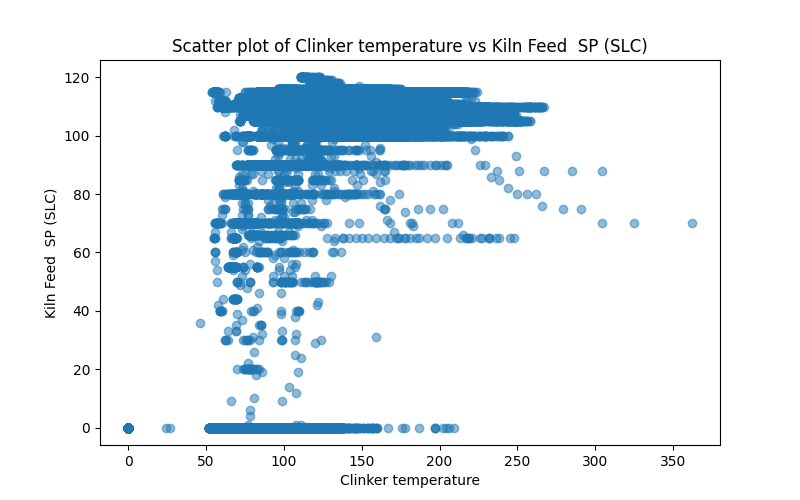 Scatter plot of Clinker temperature vs Kiln Feed  SP (SLC)
120
100
80
60
40
20
0
Kiln Feed  SP (SLC)
0 50 100 150 200 250 300 350
Clinker temperature